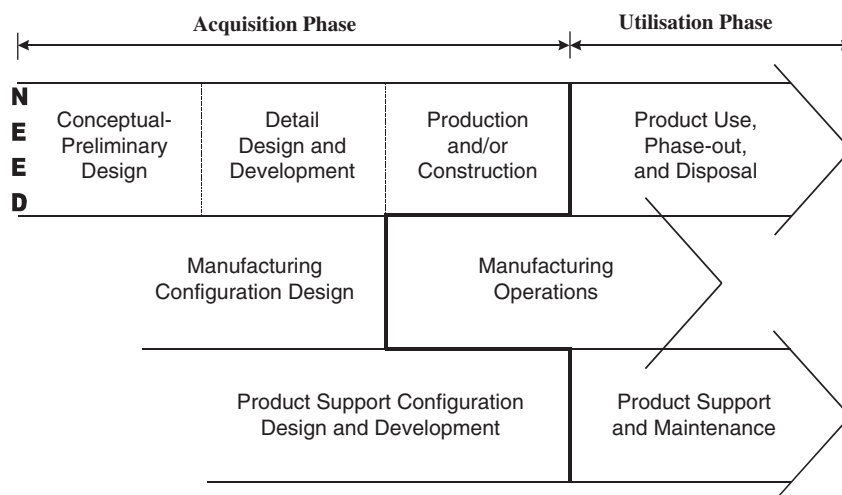 Acquisition Phase
Utilisation Phase
NEED
Conceptual-
Preliminary
Design
Detail
Design and
Development
Production
and/or
Construction
Product Use,
Phase-out,
and Disposal
Manufacturing
Configuration Design
Manufacturing
Operations
Product Support Configuration
Design and Development
Product Support
and Maintenance